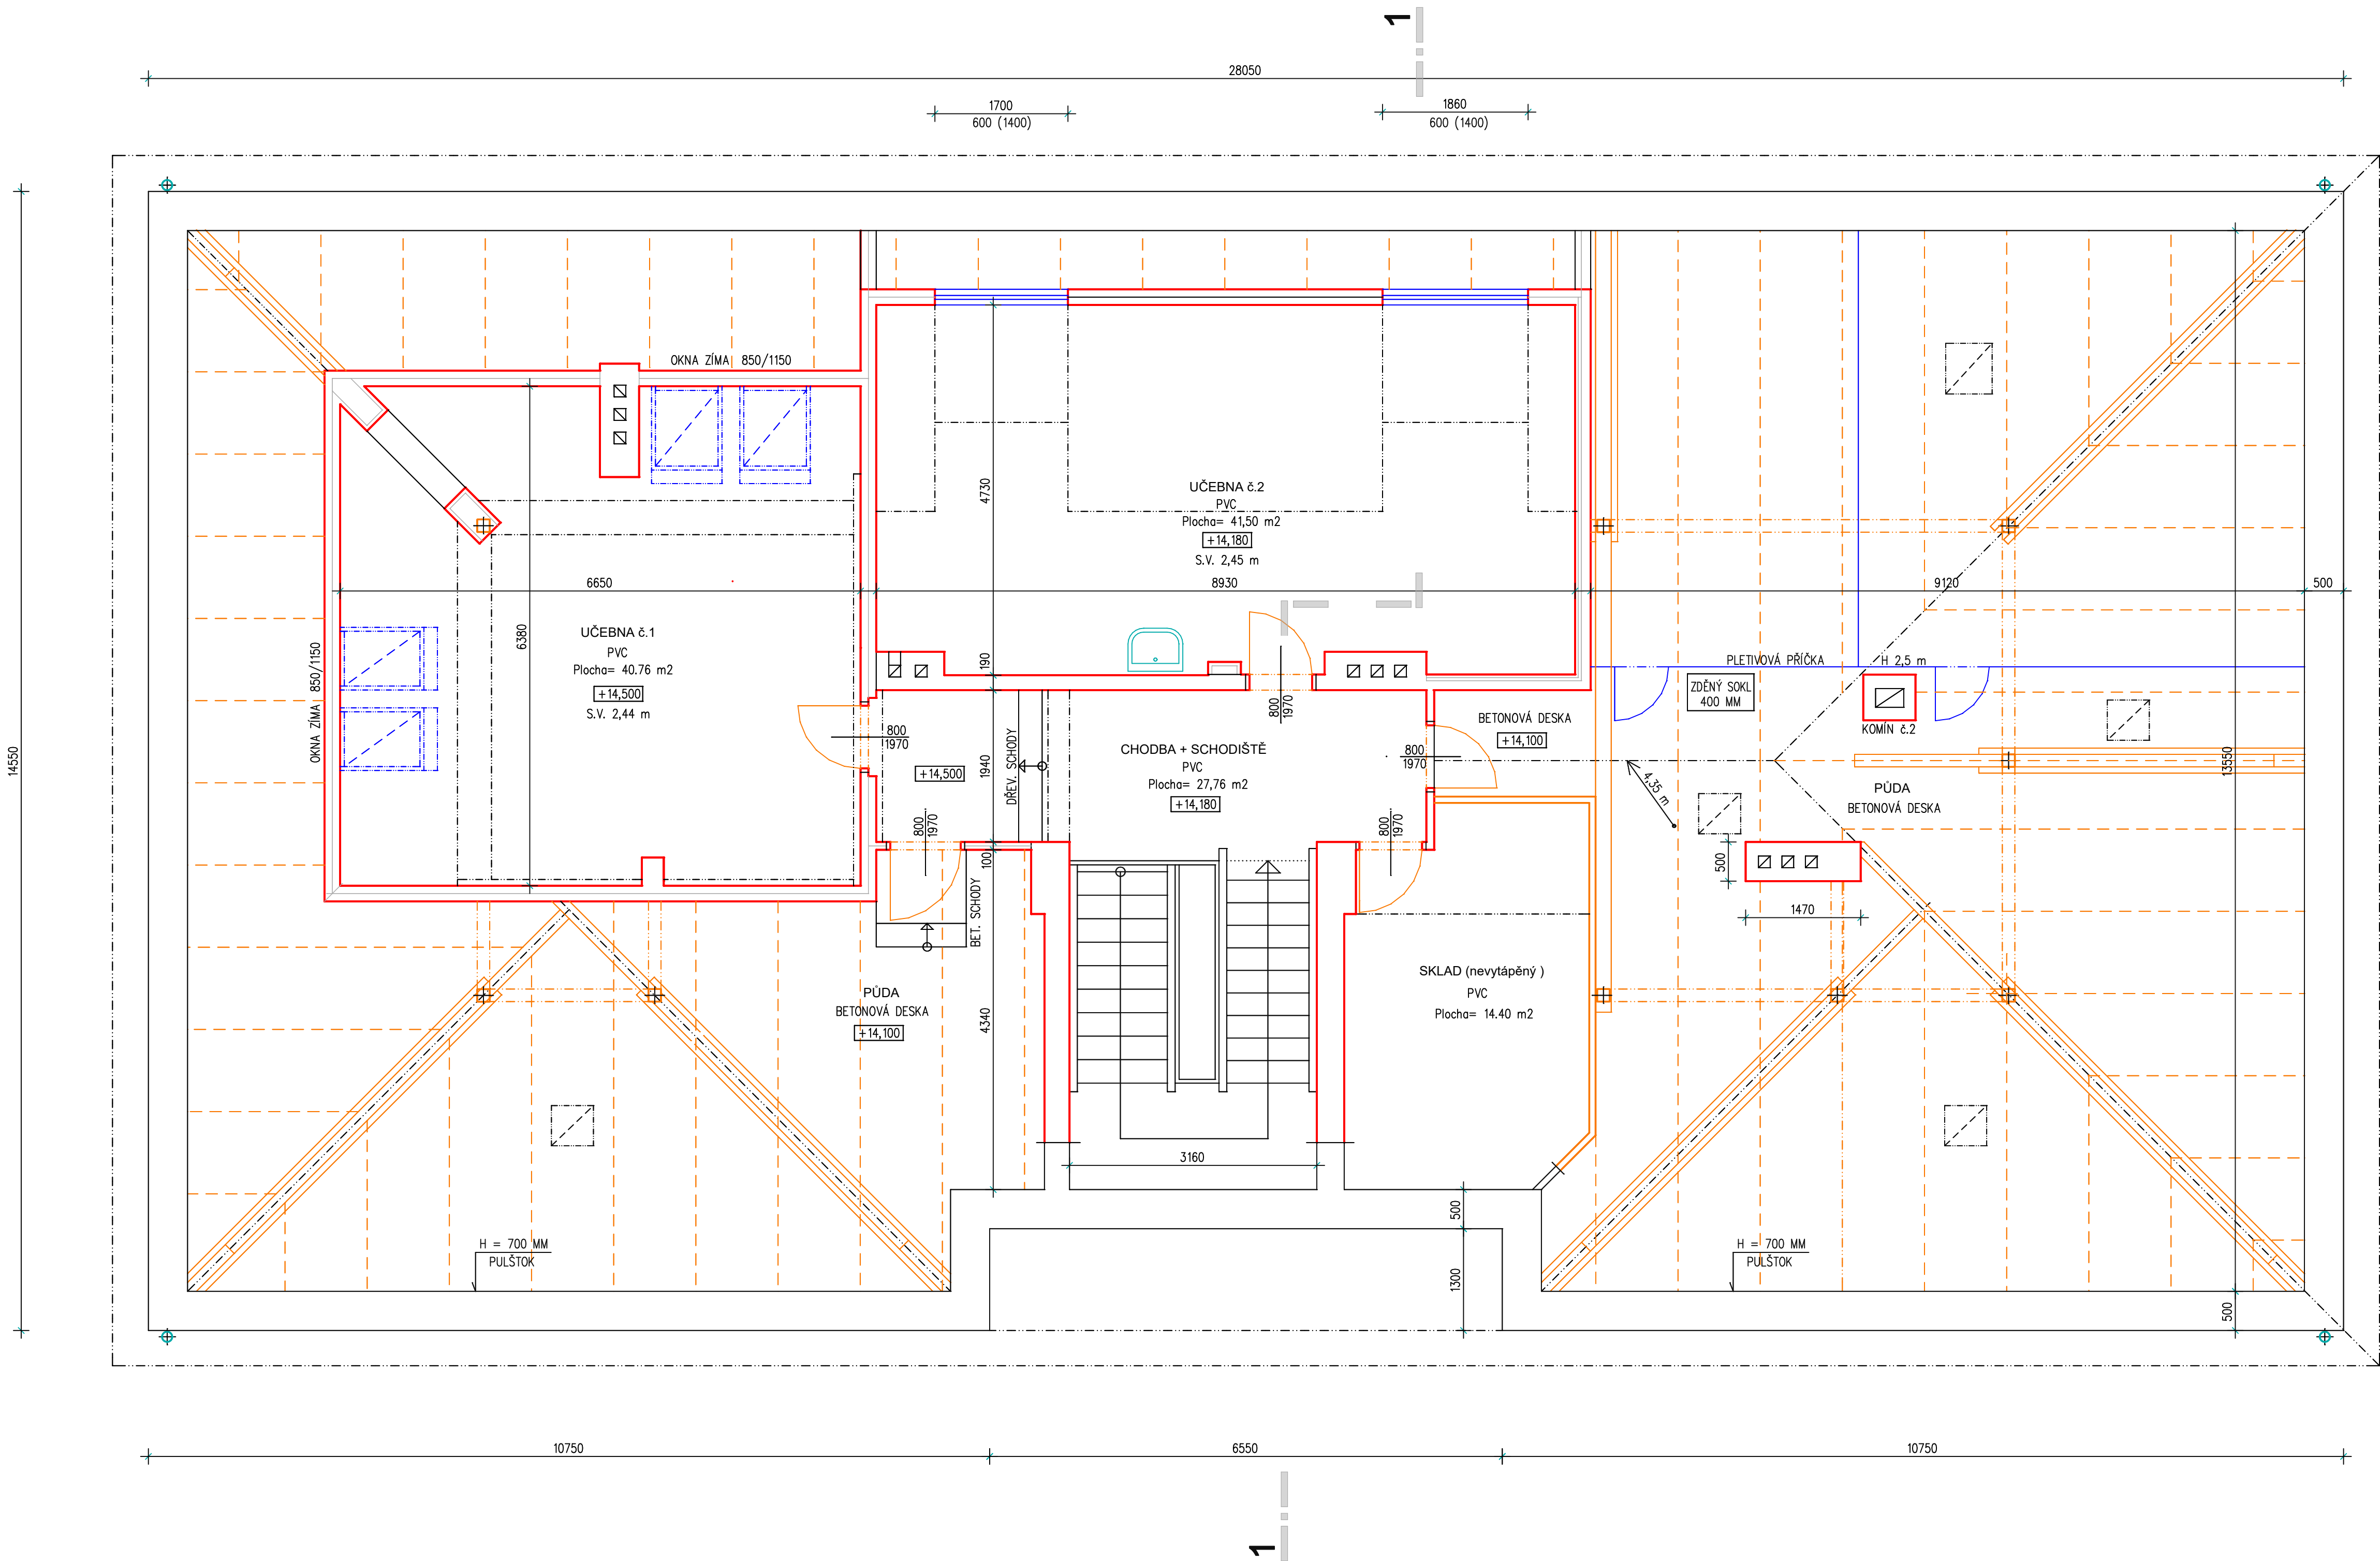 1
28050
1700
600 (1400)
1860
600 (1400)
OKNA ZÍMA 850/1150
4730
UČEBNA č.2
PVC
Plocha= 41,50 m2
+14,180
S.V. 2,45 m
6650
8930
9120
500
6380
UČEBNA č.1
PVC
Plocha= 40.76 m2
+14,500
S.V. 2,44 m
OKNA ZÍMA 850/1150
190
PLETIVOVÁ PŘÍČKA
H 2,5 m
ZDĚNÝ SOKL
400 MM
KOMÍN č.2
800
1970
800
1970
BETONOVÁ DESKA
+14,100
800
1970
14550
+14,500
1940
DŘEV. SCHODY
CHODBA + SCHODIŠTĚ
PVC
Plocha= 27,76 m2
+14,180
13550
4,35 m
PŮDA
BETONOVÁ DESKA
800
1970
800
1970
100
500
1470
BET. SCHODY
SKLAD (nevytápěný )
PVC
Plocha= 14.40 m2
PŮDA
BETONOVÁ DESKA
+14,100
4340
3160
500
H = 700 MM
PULŠTOK
H = 700 MM
PULŠTOK
1300
500
10750
6550
10750
1